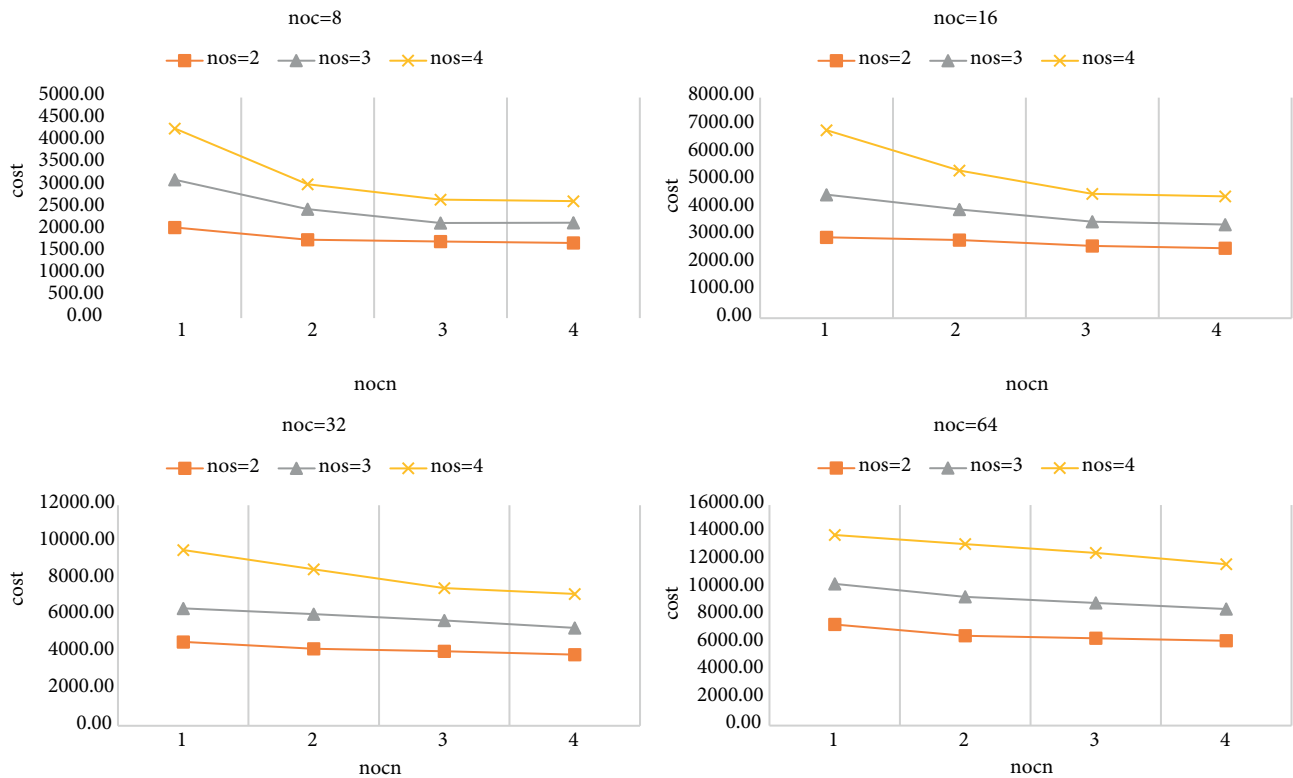 noc=8
nos=2 nos=3 nos=4
5000.00
4500.00
4000.00
3500.00
3000.00
2500.00
2000.00
1500.00
1000.00
500.00
0.00
cost
1 2 3 4
nocn
noc=16
nos=2 nos=3 nos=4
8000.00
7000.00
6000.00
5000.00
4000.00
3000.00
2000.00
1000.00
0.00
cost
1 2 3 4
nocn
noc=32
nos=2 nos=3 nos=4
12000.00
10000.00
8000.00
6000.00
4000.00
2000.00
0.00
cost
1 2 3 4
nocn
noc=64
nos=2 nos=3 nos=4
16000.00
14000.00
12000.00
10000.00
8000.00
6000.00
4000.00
2000.00
0.00
cost
1 2 3 4
nocn